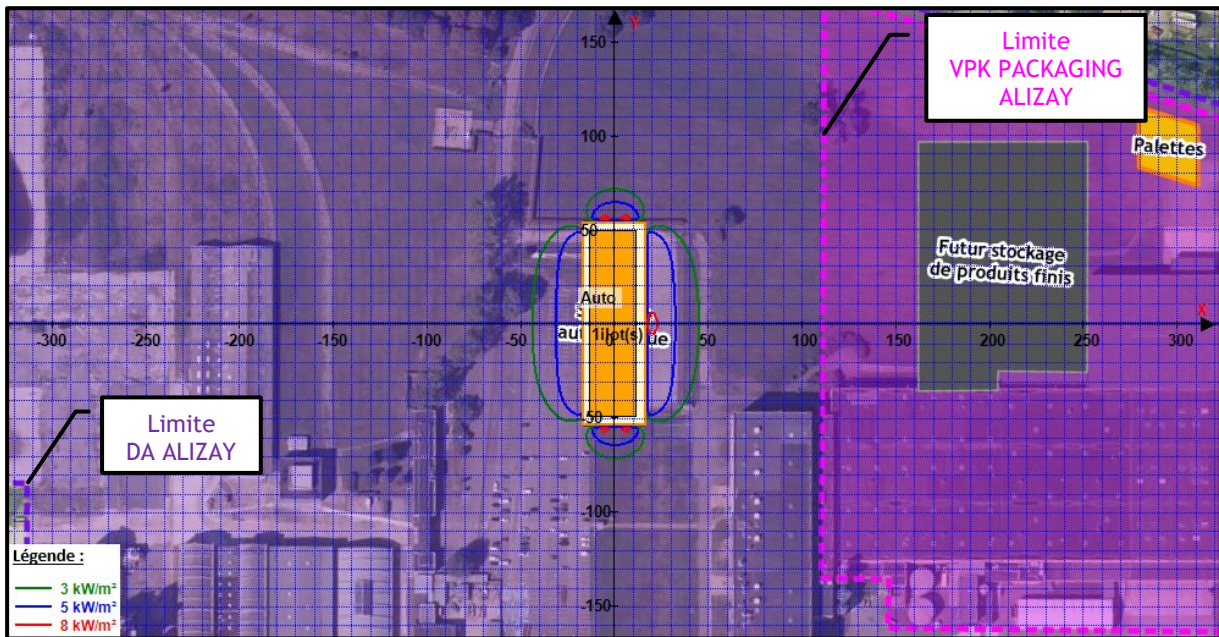 Y
150
100
50
-50
-100
-150
-300
-250
-200
-150
-100
-50
0
50
100
150
200
250
300
X
Limite
VPK PACKAGING
ALIZAY
Palettes
Futur stockage
de produits finis
Auto
aut 1ilot(s) ue
Limite
DA ALIZAY
Légende :
3 kW/m²
5 kW/m²
8 kW/m²